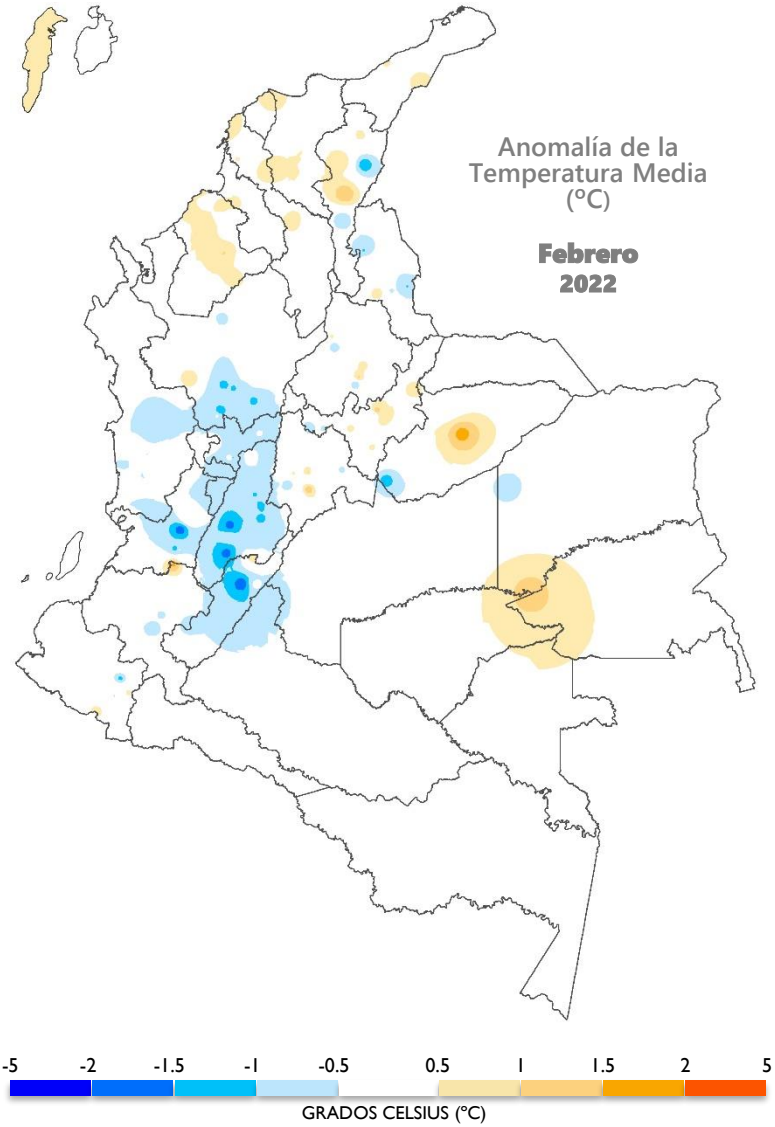 Anomalía de la
Temperatura Media
(ºC)
Febrero
2022
-5 -2 -1.5 -1 -0.5 0.5 1 1.5 2 5
GRADOS CELSIUS (ºC)